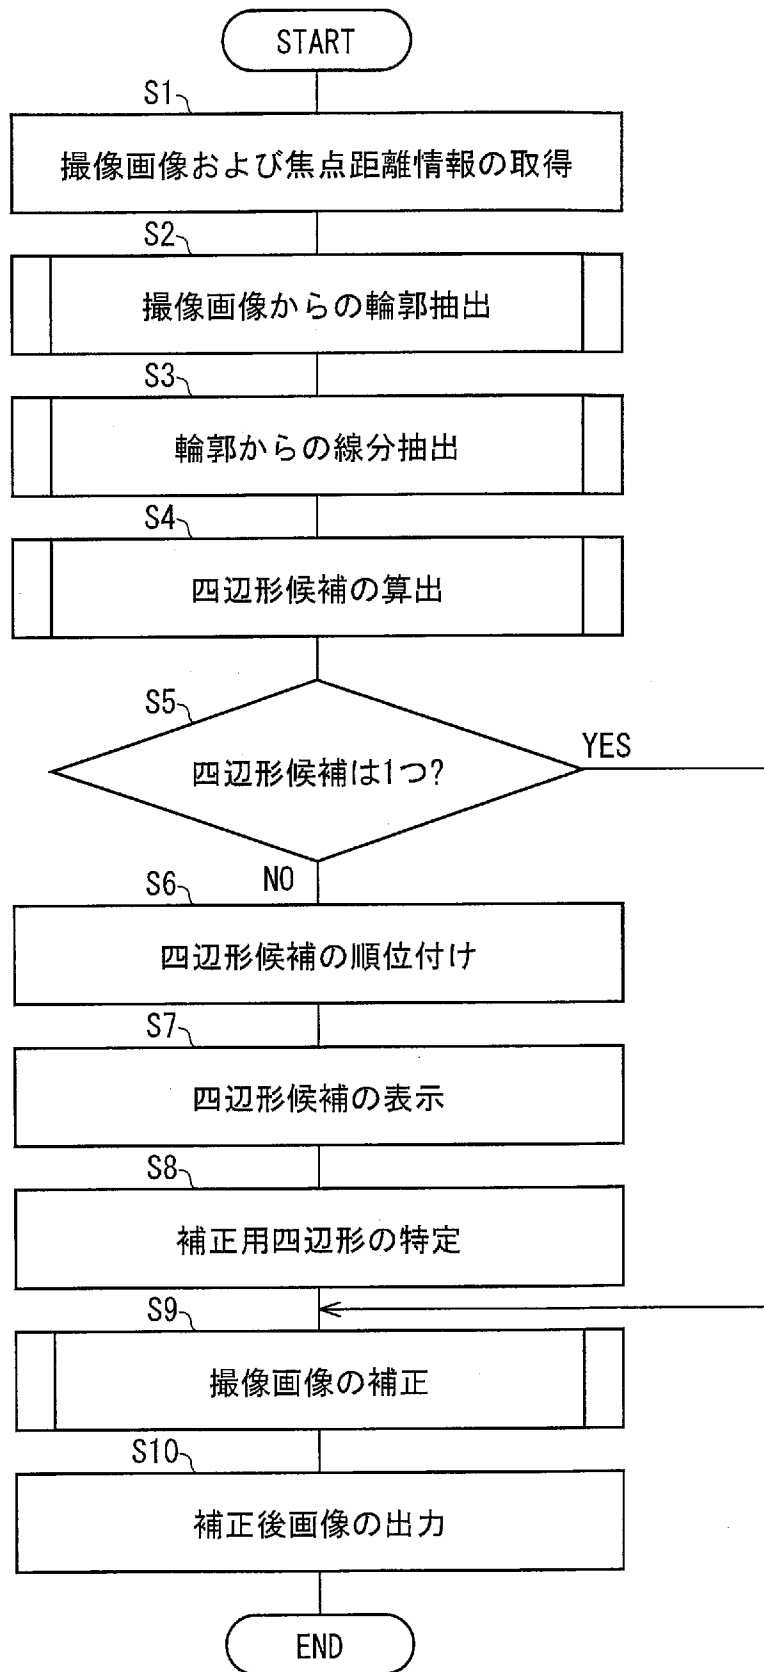 START
S1
撮像画像および焦点距離情報の取得
S2
撮像画像からの輪郭抽出
S3
輪郭からの線分抽出
S4
四辺形候補の算出
S5
四辺形候補は1つ?
YES
NO
S6
四辺形候補の順位付け
S7
四辺形候補の表示
S8
補正用四辺形の特定
S9
撮像画像の補正
S10
補正後画像の出力
END